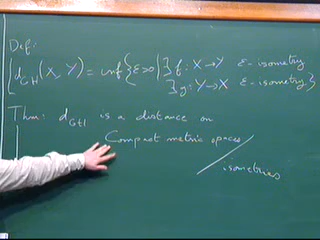 Def:
d_GH(X, Y) = inf { ε>0 | ∃ f: X→Y ε-isometry
∃ g: Y→X ε-isometry }
Thm: d_GH is a distance on
Compact metric spaces /
isometries